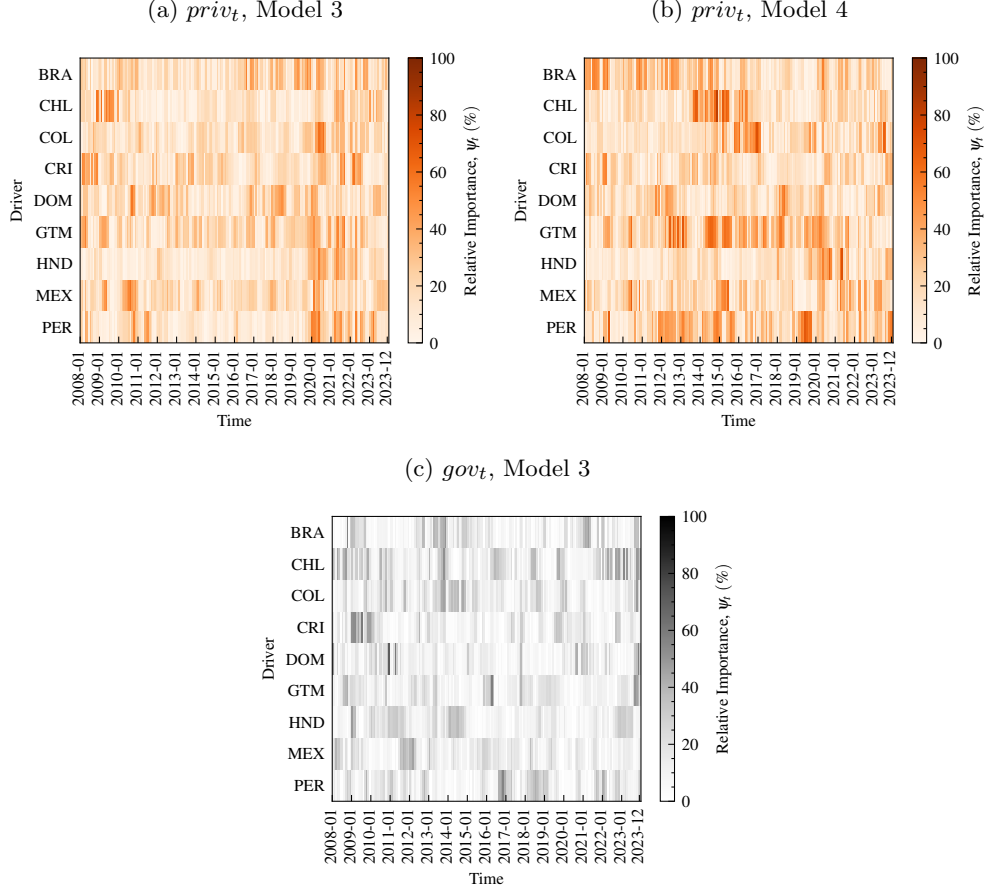 (a) priv_t, Model 3
BRA
CHL
COL
CRI
DOM
GTM
HND
MEX
PER
Driver
2008-01
2009-01
2010-01
2011-01
2012-01
2013-01
2014-01
2015-01
2016-01
2017-01
2018-01
2019-01
2020-01
2021-01
2022-01
2023-01
2023-12
Time
100
80
60
40
20
0
Relative Importance, ψ_t (%)
(b) priv_t, Model 4
BRA
CHL
COL
CRI
DOM
GTM
HND
MEX
PER
Driver
2008-01
2009-01
2010-01
2011-01
2012-01
2013-01
2014-01
2015-01
2016-01
2017-01
2018-01
2019-01
2020-01
2021-01
2022-01
2023-01
2023-12
Time
100
80
60
40
20
0
Relative Importance, ψ_t (%)
(c) gov_t, Model 3
BRA
CHL
COL
CRI
DOM
GTM
HND
MEX
PER
Driver
2008-01
2009-01
2010-01
2011-01
2012-01
2013-01
2014-01
2015-01
2016-01
2017-01
2018-01
2019-01
2020-01
2021-01
2022-01
2023-01
2023-12
Time
100
80
60
40
20
0
Relative Importance, ψ_t (%)